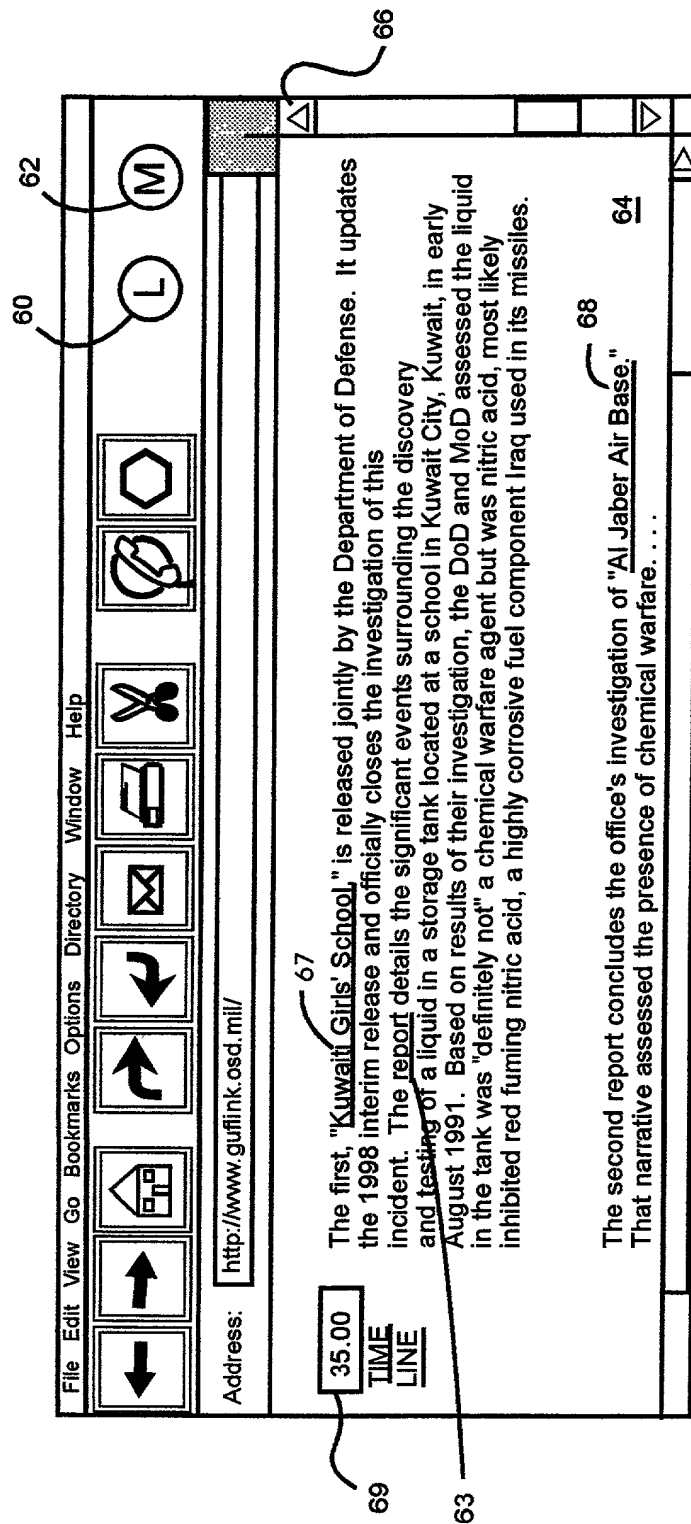 60
62
File Edit View Go Bookmarks Options Directory Window Help
L
M
Address: http://www.guflink.osd.mil/
66
69
35.00
TIME
LINE
63
67
The first, "Kuwaiti Girls' School," is released jointly by the Department of Defense. It updates
the 1998 interim release and officially closes the investigation of this
incident. The report details the significant events surrounding the discovery
and testing of a liquid in a storage tank located at a school in Kuwait City, Kuwait, in early
August 1991. Based on results of their investigation, the DoD and MoD assessed the liquid
in the tank was "definitely not" a chemical warfare agent but was nitric acid, most likely
inhibited red fuming nitric acid, a highly corrosive fuel component Iraq used in its missiles.
68
The second report concludes the office's investigation of "Al Jaber Air Base."
That narrative assessed the presence of chemical warfare. . . .
64